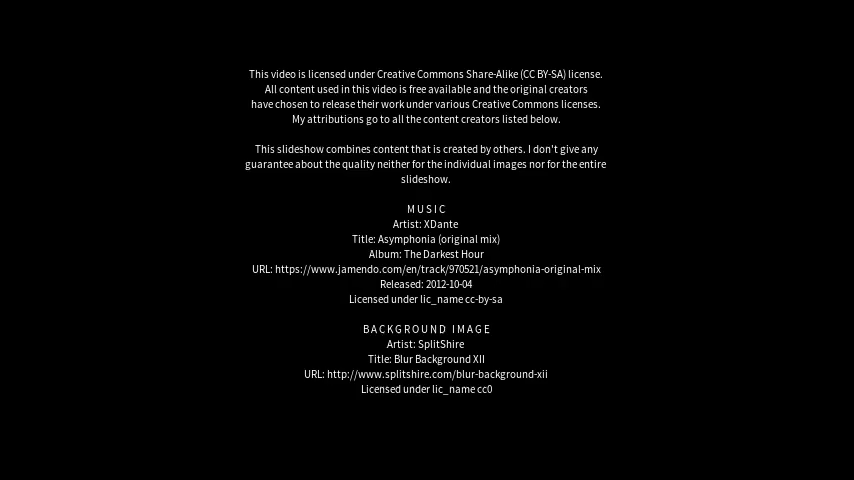 This video is licensed under Creative Commons Share-Alike (CC BY-SA) license.
All content used in this video is free available and the original creators
have chosen to release their work under various Creative Commons licenses.
My attributions go to all the content creators listed below.
This slideshow combines content that is created by others. I don't give any
guarantee about the quality neither for the individual images nor for the entire
slideshow.
MUSIC
Artist: XDante
Title: Asymphonia (original mix)
Album: The Darkest Hour
URL: https://www.jamendo.com/en/track/970521/asymphonia-original-mix
Released: 2012-10-04
Licensed under lic_name cc-by-sa
BACKGROUND IMAGE
Artist: SplitShire
Title: Blur Background XII
URL: http://www.splitshire.com/blur-background-xii
Licensed under lic_name cc0